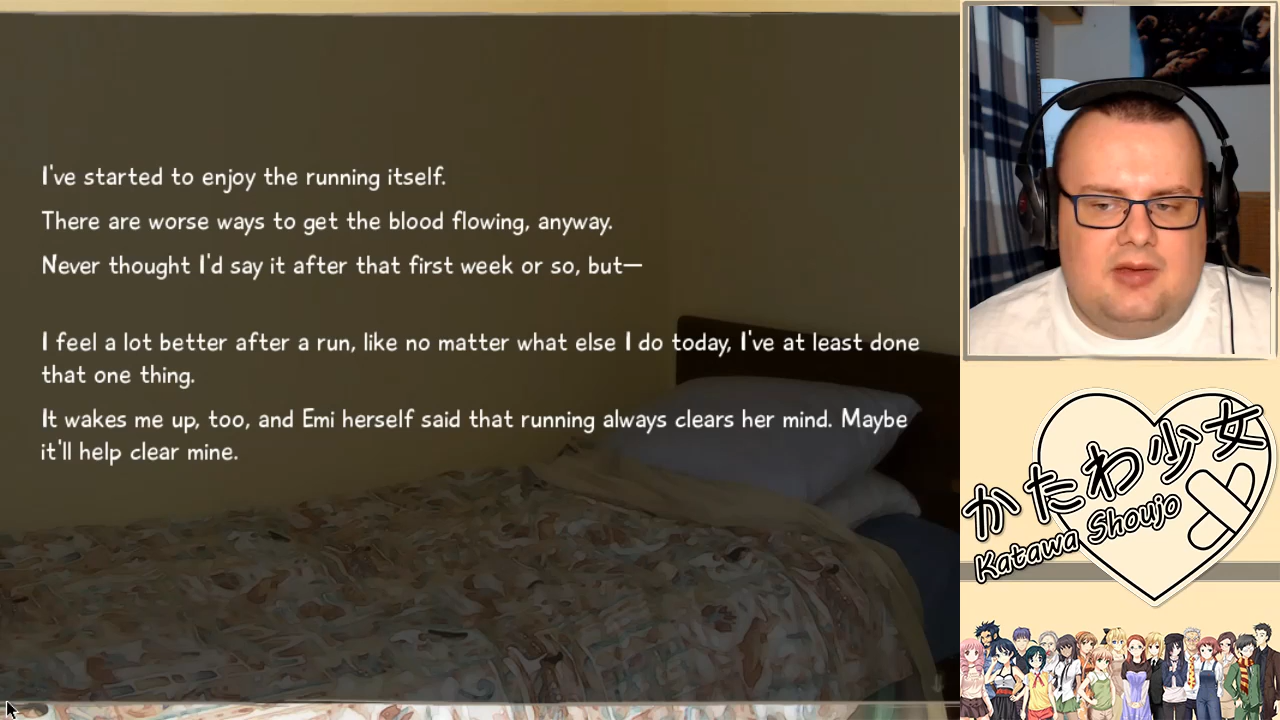 I've started to enjoy the running itself.
There are worse ways to get the blood flowing, anyway.
Never thought I'd say it after that first week or so, but—
I feel a lot better after a run, like no matter what else I do today, I've at least done
that one thing.
It wakes me up, too, and Emi herself said that running always clears her mind. Maybe
it'll help clear mine.
かたわ少女
Katawa Shoujo